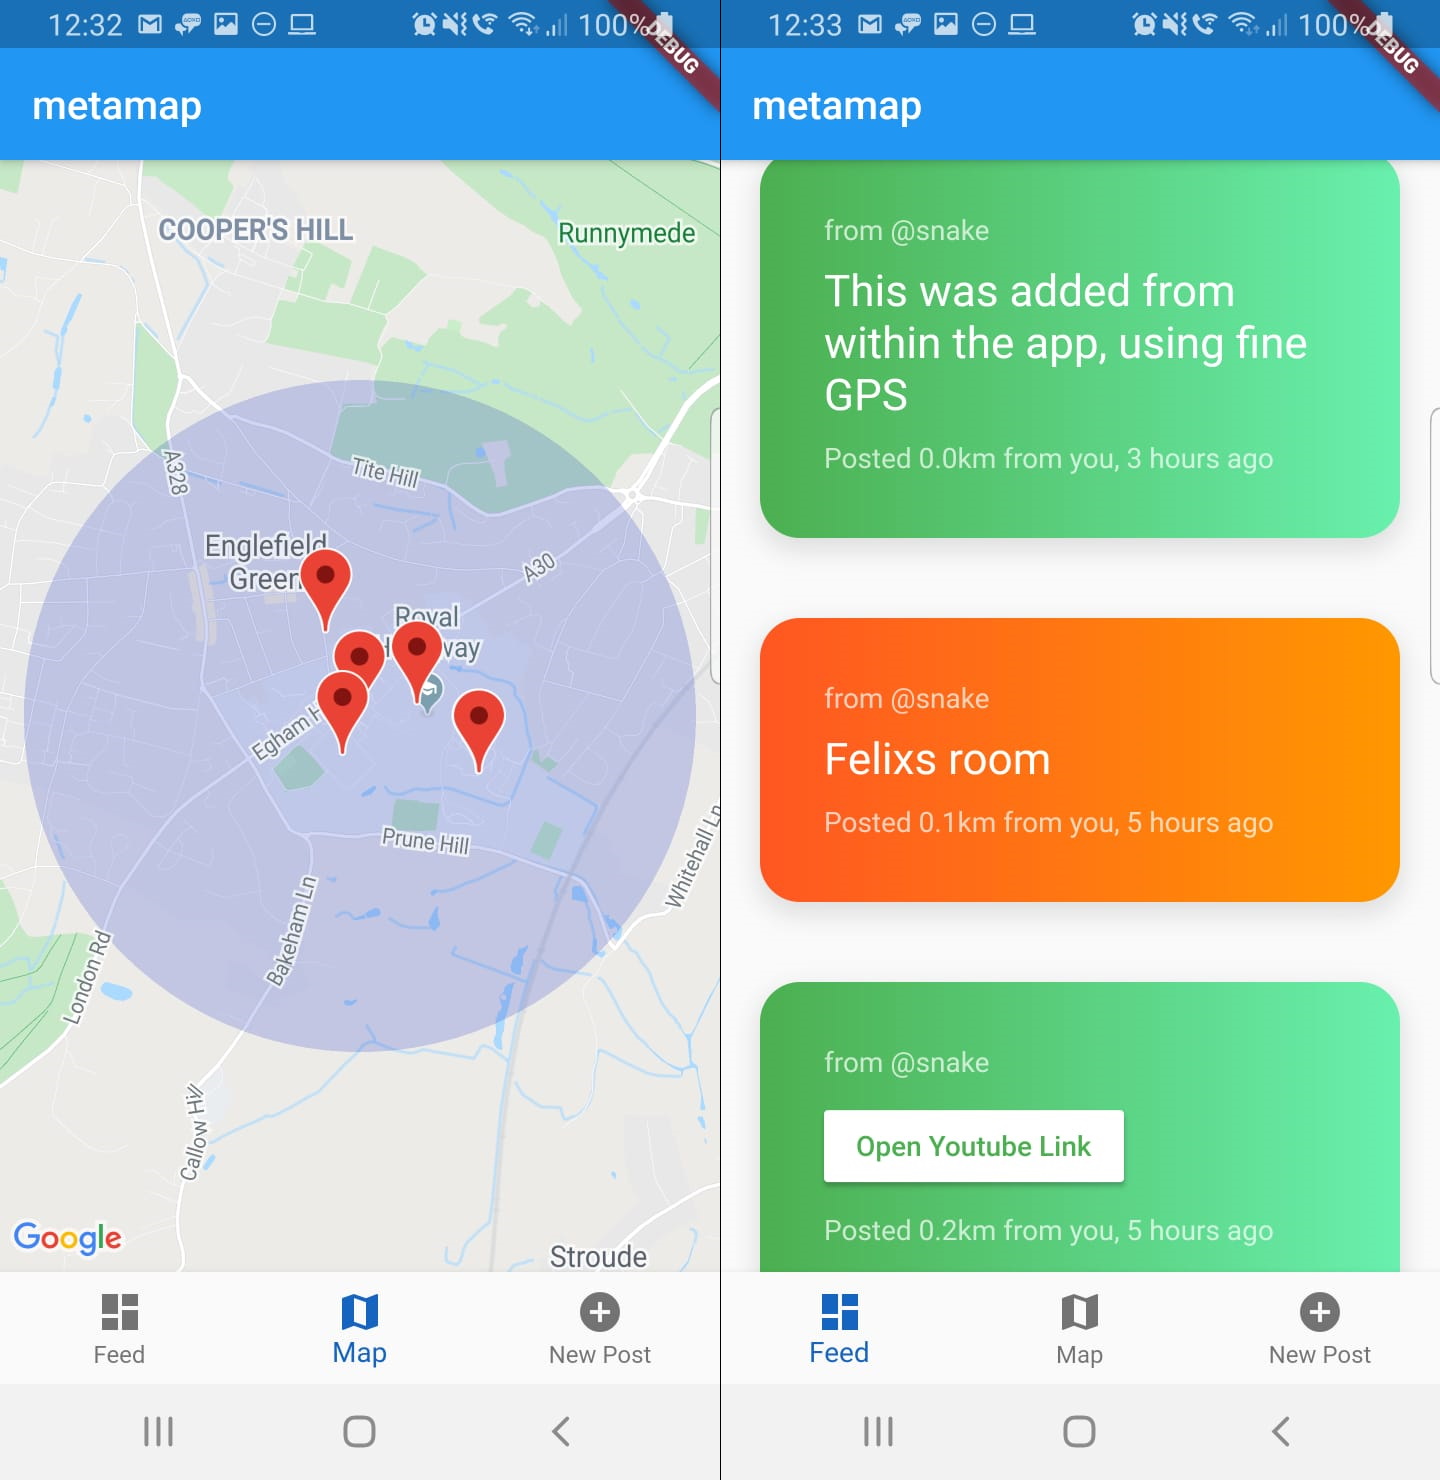 12:32
100%
DEBUG
metamap
COOPER'S HILL
Runnymede
A328
Tite Hill
Englefield
Green
A30
Royal
Egham H
Prune Hill
Whitehall Ln
Bakeham Ln
London Rd
Callow Hill
Google
Stroude
Feed
Map
New Post
12:33
100%
DEBUG
metamap
from @snake
This was added from
within the app, using fine
GPS
Posted 0.0km from you, 3 hours ago
from @snake
Felixs room
Posted 0.1km from you, 5 hours ago
from @snake
Open Youtube Link
Posted 0.2km from you, 5 hours ago
Feed
Map
New Post